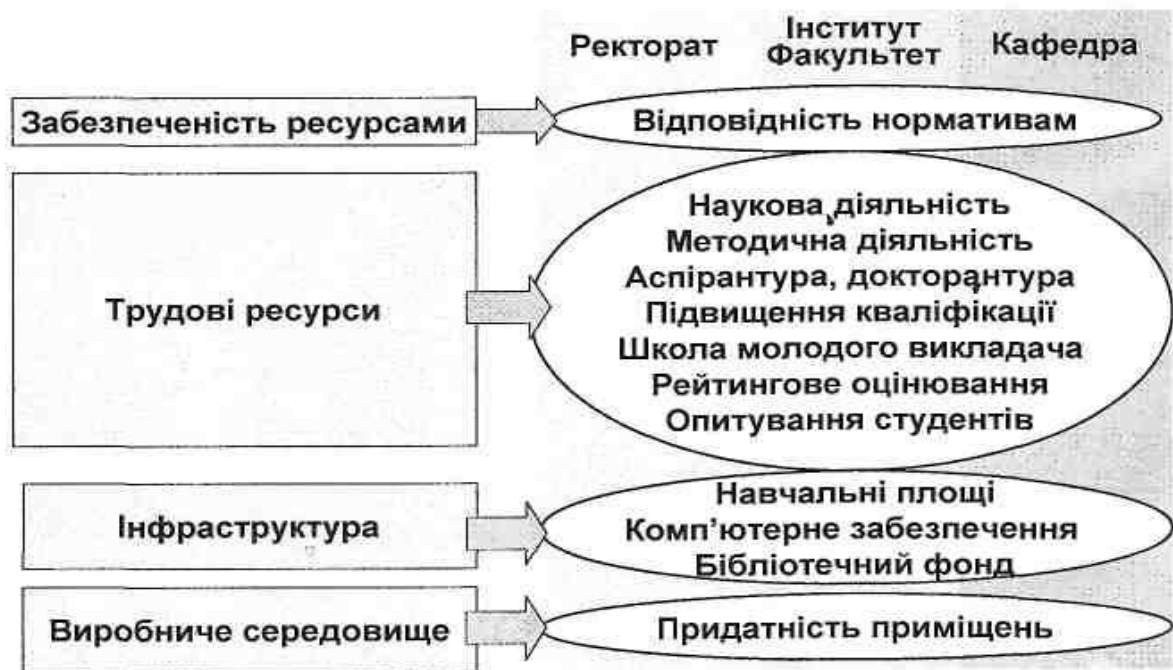 Ректорат
Інститут
Факультет
Кафедра
Забезпеченість ресурсами
Відповідність нормативам
Трудові ресурси
Наукова діяльність
Методична діяльність
Аспірантура, докторантура
Підвищення кваліфікації
Школа молодого викладача
Рейтингове оцінювання
Опитування студентів
Інфраструктура
Навчальні площі
Комп’ютерне забезпечення
Бібліотечний фонд
Виробниче середовище
Придатність приміщень